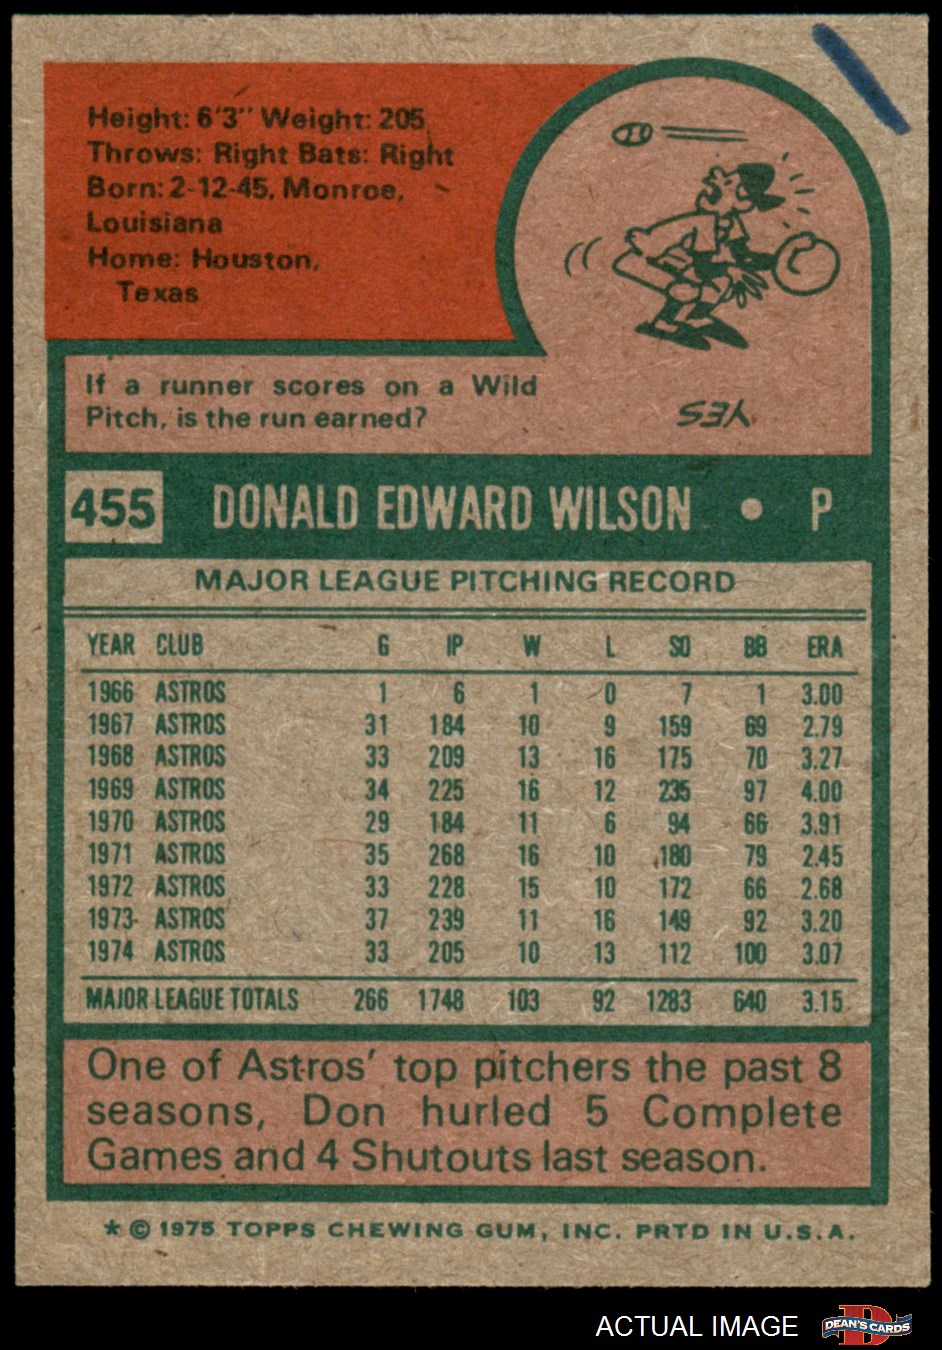 Height: 6'3" Weight: 205
Throws: Right Bats: Right
Born: 2-12-45, Monroe,
Louisiana
Home: Houston,
Texas
10
If a runner scores on a Wild
Pitch, is the run earned?
YES
455 DONALD EDWARD WILSON • P
MAJOR LEAGUE PITCHING RECORD
YEAR CLUB G IP W L SO BB ERA
1966 ASTROS 1 6 1 0 7 1 3.00
1967 ASTROS 31 184 10 9 159 69 2.79
1968 ASTROS 33 209 13 16 175 70 3.27
1969 ASTROS 34 225 16 12 235 97 4.00
1970 ASTROS 29 184 11 6 94 66 3.91
1971 ASTROS 35 268 16 10 180 79 2.45
1972 ASTROS 33 228 15 10 172 66 2.68
1973 ASTROS 37 239 11 16 149 92 3.20
1974 ASTROS 33 205 10 13 112 100 3.07
MAJOR LEAGUE TOTALS 266 1748 103 92 1283 640 3.15
One of Astros' top pitchers the past 8
seasons, Don hurled 5 Complete
Games and 4 Shutouts last season.
* © 1975 TOPPS CHEWING GUM, INC. PRTD IN U.S.A.
ACTUAL IMAGE D DEAN'S CARDS